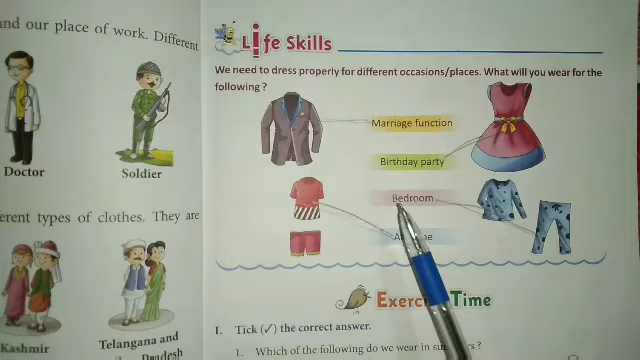 and our place of work. Different
Doctor
Soldier
erent types of clothes. They are
Kashmir
Telangana and
Life Skills
We need to dress properly for different occasions/places. What will you wear for the
following ?
Marriage function
Birthday party
Bedroom
Exerci Time
I. Tick (✓) the correct answer.
1. Which of the following do we wear in su s ?